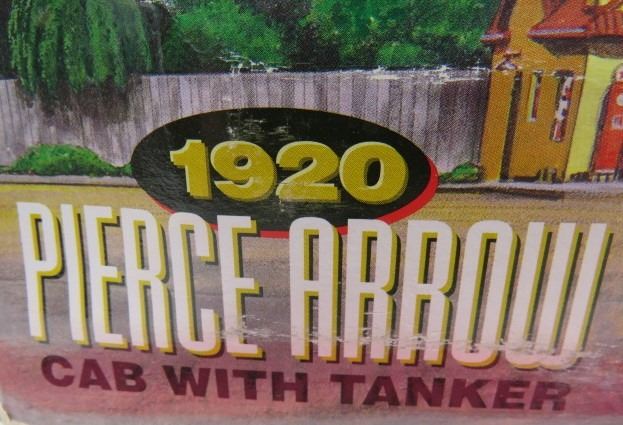 1920
PIERCE ARROW
CAB WITH TANKER